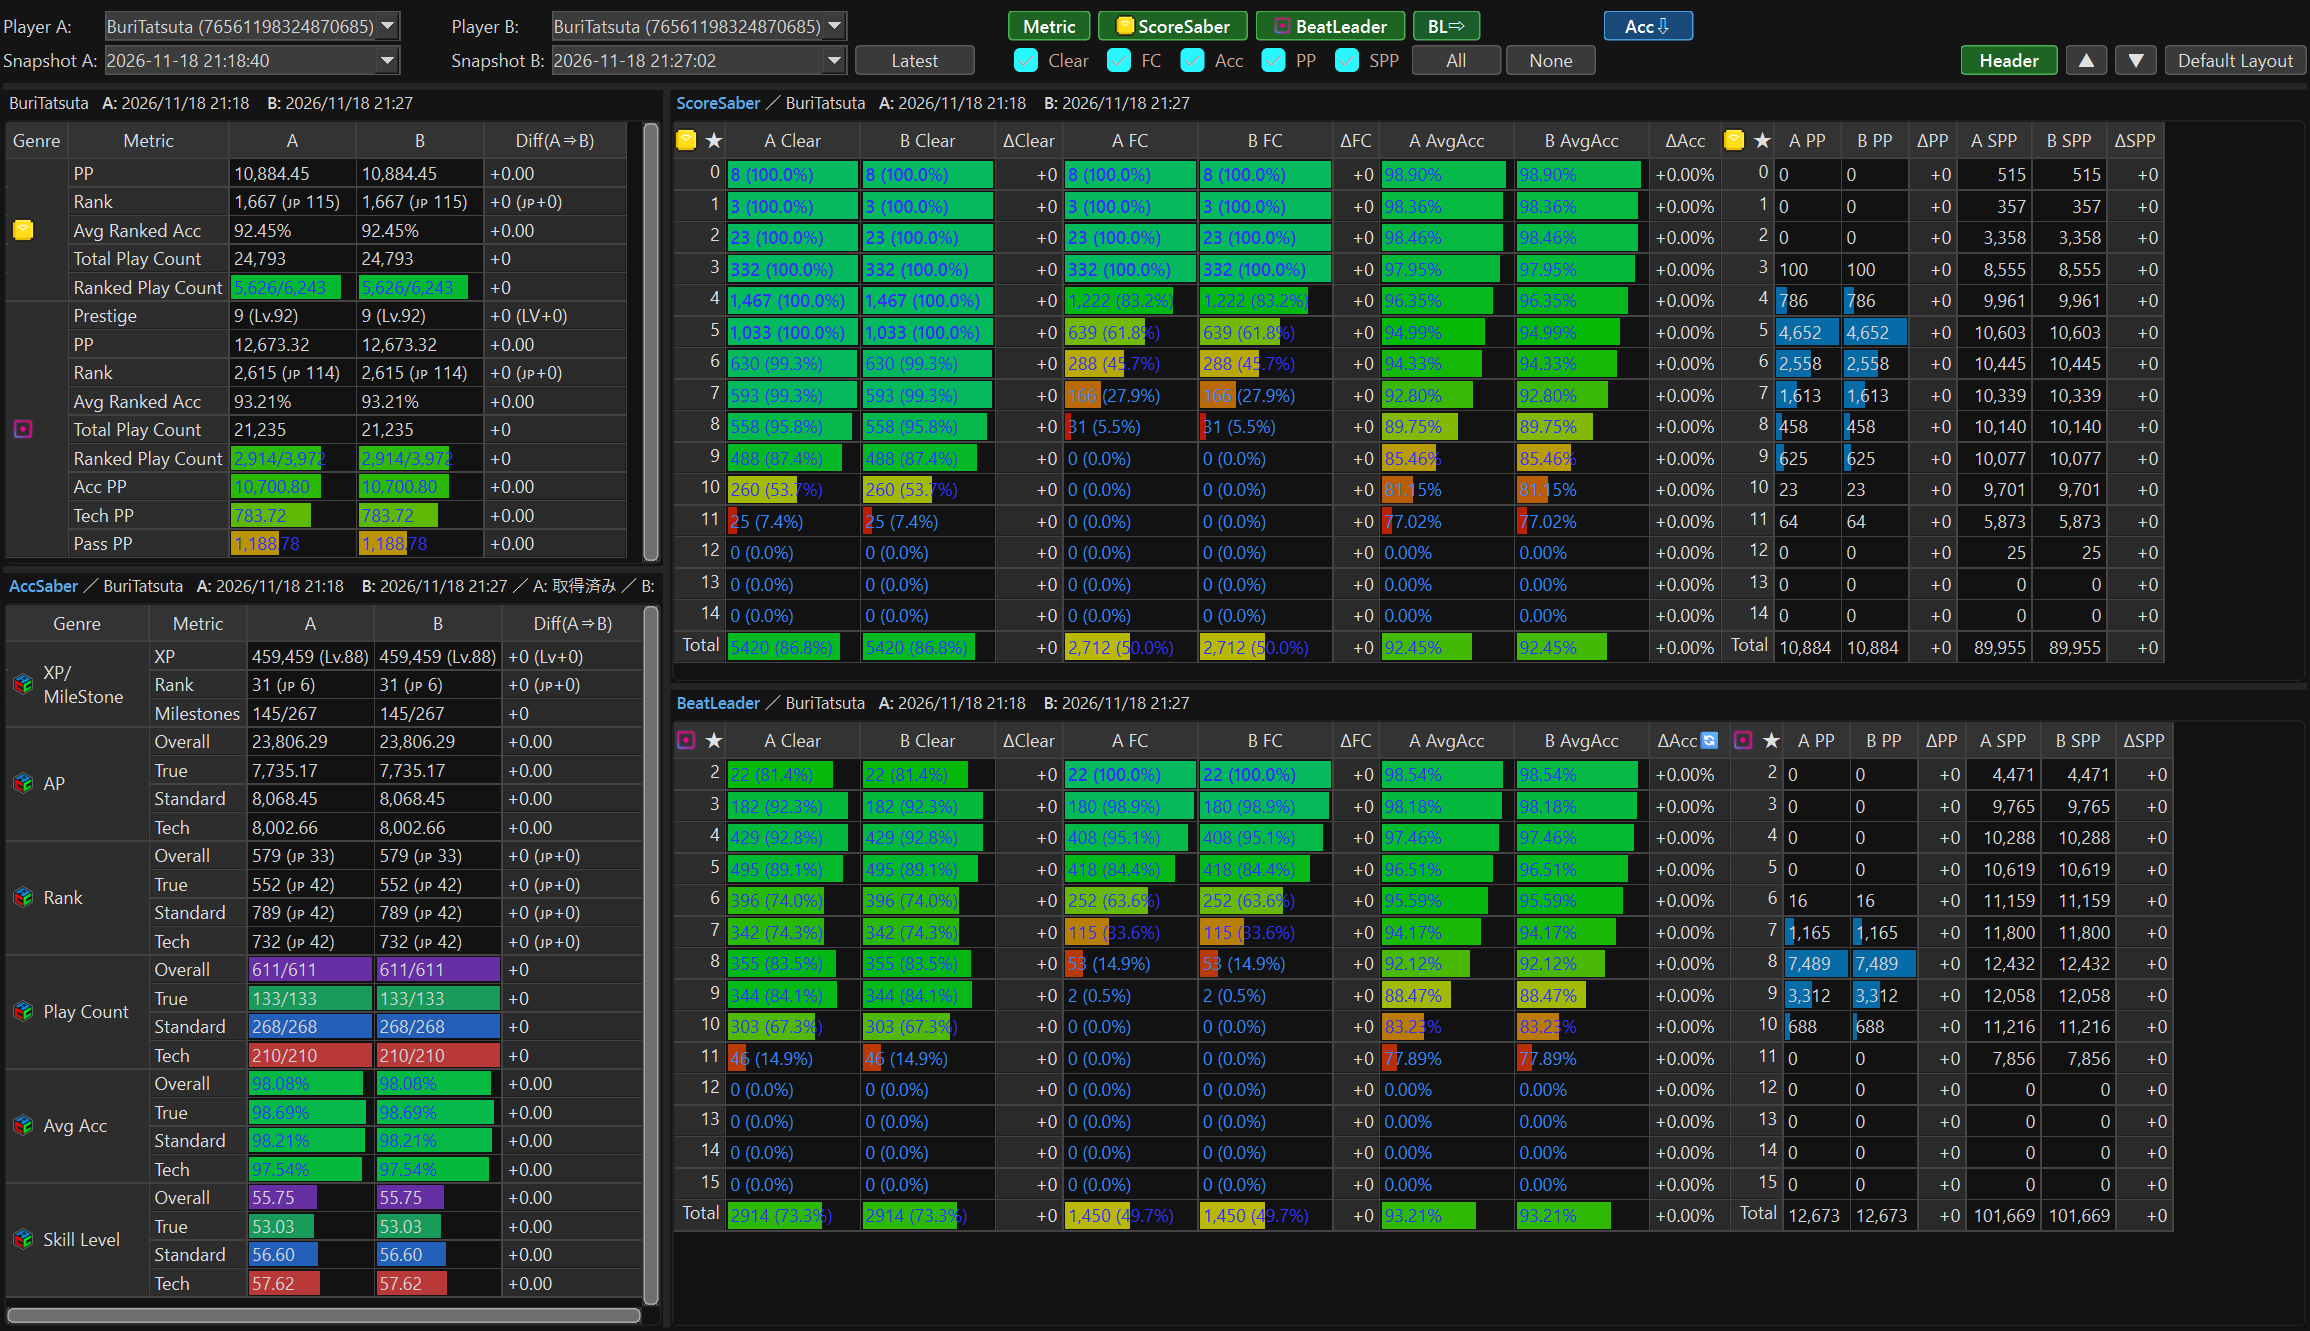 Player A: BuriTatsuta (76561198324870685) Player B: BuriTatsuta (76561198324870685) Metric ScoreSaber BeatLeader BL⇨ Acc⇩
Snapshot A: 2026-11-18 21:18:40 Snapshot B: 2026-11-18 21:27:02 Latest Clear FC Acc PP SPP All None Header ▲ ▼ Default Layout
BuriTatsuta A: 2026/11/18 21:18 B: 2026/11/18 21:27
Genre Metric A B Diff(A⇒B)
PP 10,884.45 10,884.45 +0.00
Rank 1,667 (JP 115) 1,667 (JP 115) +0 (JP+0)
Avg Ranked Acc 92.45% 92.45% +0.00
Total Play Count 24,793 24,793 +0
Ranked Play Count 5,626/6,243 5,626/6,243 +0
Prestige 9 (Lv.92) 9 (Lv.92) +0 (LV+0)
PP 12,673.32 12,673.32 +0.00
Rank 2,615 (JP 114) 2,615 (JP 114) +0 (JP+0)
Avg Ranked Acc 93.21% 93.21% +0.00
Total Play Count 21,235 21,235 +0
Ranked Play Count 2,914/3,972 2,914/3,972 +0
Acc PP 10,700.80 10,700.80 +0.00
Tech PP 783.72 783.72 +0.00
Pass PP 1,188.78 1,188.78 +0.00
AccSaber ／ BuriTatsuta A: 2026/11/18 21:18 B: 2026/11/18 21:27 ／ A: 取得済み ／ B:
Genre Metric A B Diff(A⇒B)
XP/
MileStone
XP 459,459 (Lv.88) 459,459 (Lv.88) +0 (Lv+0)
Rank 31 (JP 6) 31 (JP 6) +0 (JP+0)
Milestones 145/267 145/267 +0
AP
Overall 23,806.29 23,806.29 +0.00
True 7,735.17 7,735.17 +0.00
Standard 8,068.45 8,068.45 +0.00
Tech 8,002.66 8,002.66 +0.00
Rank
Overall 579 (JP 33) 579 (JP 33) +0 (JP+0)
True 552 (JP 42) 552 (JP 42) +0 (JP+0)
Standard 789 (JP 42) 789 (JP 42) +0 (JP+0)
Tech 732 (JP 42) 732 (JP 42) +0 (JP+0)
Play Count
Overall 611/611 611/611 +0
True 133/133 133/133 +0
Standard 268/268 268/268 +0
Tech 210/210 210/210 +0
Avg Acc
Overall 98.08% 98.08% +0.00
True 98.69% 98.69% +0.00
Standard 98.21% 98.21% +0.00
Tech 97.54% 97.54% +0.00
Skill Level
Overall 55.75 55.75 +0.00
True 53.03 53.03 +0.00
Standard 56.60 56.60 +0.00
Tech 57.62 57.62 +0.00
ScoreSaber ／ BuriTatsuta A: 2026/11/18 21:18 B: 2026/11/18 21:27
★ A Clear B Clear ΔClear A FC B FC ΔFC A AvgAcc B AvgAcc ΔAcc ★ A PP B PP ΔPP A SPP B SPP ΔSPP
0 8 (100.0%) 8 (100.0%) +0 8 (100.0%) 8 (100.0%) +0 98.90% 98.90% +0.00% 0 0 0 +0 515 515 +0
1 3 (100.0%) 3 (100.0%) +0 3 (100.0%) 3 (100.0%) +0 98.36% 98.36% +0.00% 1 0 0 +0 357 357 +0
2 23 (100.0%) 23 (100.0%) +0 23 (100.0%) 23 (100.0%) +0 98.46% 98.46% +0.00% 2 0 0 +0 3,358 3,358 +0
3 332 (100.0%) 332 (100.0%) +0 332 (100.0%) 332 (100.0%) +0 97.95% 97.95% +0.00% 3 100 100 +0 8,555 8,555 +0
4 1,467 (100.0%) 1,467 (100.0%) +0 1,222 (83.2%) 1,222 (83.2%) +0 96.35% 96.35% +0.00% 4 786 786 +0 9,961 9,961 +0
5 1,033 (100.0%) 1,033 (100.0%) +0 639 (61.8%) 639 (61.8%) +0 94.99% 94.99% +0.00% 5 4,652 4,652 +0 10,603 10,603 +0
6 630 (99.3%) 630 (99.3%) +0 288 (45.7%) 288 (45.7%) +0 94.33% 94.33% +0.00% 6 2,558 2,558 +0 10,445 10,445 +0
7 593 (99.3%) 593 (99.3%) +0 166 (27.9%) 166 (27.9%) +0 92.80% 92.80% +0.00% 7 1,613 1,613 +0 10,339 10,339 +0
8 558 (95.8%) 558 (95.8%) +0 31 (5.5%) 31 (5.5%) +0 89.75% 89.75% +0.00% 8 458 458 +0 10,140 10,140 +0
9 488 (87.4%) 488 (87.4%) +0 0 (0.0%) 0 (0.0%) +0 85.46% 85.46% +0.00% 9 625 625 +0 10,077 10,077 +0
10 260 (53.7%) 260 (53.7%) +0 0 (0.0%) 0 (0.0%) +0 81.15% 81.15% +0.00% 10 23 23 +0 9,701 9,701 +0
11 25 (7.4%) 25 (7.4%) +0 0 (0.0%) 0 (0.0%) +0 77.02% 77.02% +0.00% 11 64 64 +0 5,873 5,873 +0
12 0 (0.0%) 0 (0.0%) +0 0 (0.0%) 0 (0.0%) +0 0.00% 0.00% +0.00% 12 0 0 +0 25 25 +0
13 0 (0.0%) 0 (0.0%) +0 0 (0.0%) 0 (0.0%) +0 0.00% 0.00% +0.00% 13 0 0 +0 0 0 +0
14 0 (0.0%) 0 (0.0%) +0 0 (0.0%) 0 (0.0%) +0 0.00% 0.00% +0.00% 14 0 0 +0 0 0 +0
Total 5420 (86.8%) 5420 (86.8%) +0 2,712 (50.0%) 2,712 (50.0%) +0 92.45% 92.45% +0.00% Total 10,884 10,884 +0 89,955 89,955 +0
BeatLeader ／ BuriTatsuta A: 2026/11/18 21:18 B: 2026/11/18 21:27
★ A Clear B Clear ΔClear A FC B FC ΔFC A AvgAcc B AvgAcc ΔAcc ★ A PP B PP ΔPP A SPP B SPP ΔSPP
2 22 (81.4%) 22 (81.4%) +0 22 (100.0%) 22 (100.0%) +0 98.54% 98.54% +0.00% 2 0 0 +0 4,471 4,471 +0
3 182 (92.3%) 182 (92.3%) +0 180 (98.9%) 180 (98.9%) +0 98.18% 98.18% +0.00% 3 0 0 +0 9,765 9,765 +0
4 429 (92.8%) 429 (92.8%) +0 408 (95.1%) 408 (95.1%) +0 97.46% 97.46% +0.00% 4 0 0 +0 10,288 10,288 +0
5 495 (89.1%) 495 (89.1%) +0 418 (84.4%) 418 (84.4%) +0 96.51% 96.51% +0.00% 5 0 0 +0 10,619 10,619 +0
6 396 (74.0%) 396 (74.0%) +0 252 (63.6%) 252 (63.6%) +0 95.59% 95.59% +0.00% 6 16 16 +0 11,159 11,159 +0
7 342 (74.3%) 342 (74.3%) +0 115 (33.6%) 115 (33.6%) +0 94.17% 94.17% +0.00% 7 1,165 1,165 +0 11,800 11,800 +0
8 355 (83.5%) 355 (83.5%) +0 53 (14.9%) 53 (14.9%) +0 92.12% 92.12% +0.00% 8 7,489 7,489 +0 12,432 12,432 +0
9 344 (84.1%) 344 (84.1%) +0 2 (0.5%) 2 (0.5%) +0 88.47% 88.47% +0.00% 9 3,312 3,312 +0 12,058 12,058 +0
10 303 (67.3%) 303 (67.3%) +0 0 (0.0%) 0 (0.0%) +0 83.23% 83.23% +0.00% 10 688 688 +0 11,216 11,216 +0
11 46 (14.9%) 46 (14.9%) +0 0 (0.0%) 0 (0.0%) +0 77.89% 77.89% +0.00% 11 0 0 +0 7,856 7,856 +0
12 0 (0.0%) 0 (0.0%) +0 0 (0.0%) 0 (0.0%) +0 0.00% 0.00% +0.00% 12 0 0 +0 0 0 +0
13 0 (0.0%) 0 (0.0%) +0 0 (0.0%) 0 (0.0%) +0 0.00% 0.00% +0.00% 13 0 0 +0 0 0 +0
14 0 (0.0%) 0 (0.0%) +0 0 (0.0%) 0 (0.0%) +0 0.00% 0.00% +0.00% 14 0 0 +0 0 0 +0
15 0 (0.0%) 0 (0.0%) +0 0 (0.0%) 0 (0.0%) +0 0.00% 0.00% +0.00% 15 0 0 +0 0 0 +0
Total 2914 (73.3%) 2914 (73.3%) +0 1,450 (49.7%) 1,450 (49.7%) +0 93.21% 93.21% +0.00% Total 12,673 12,673 +0 101,669 101,669 +0